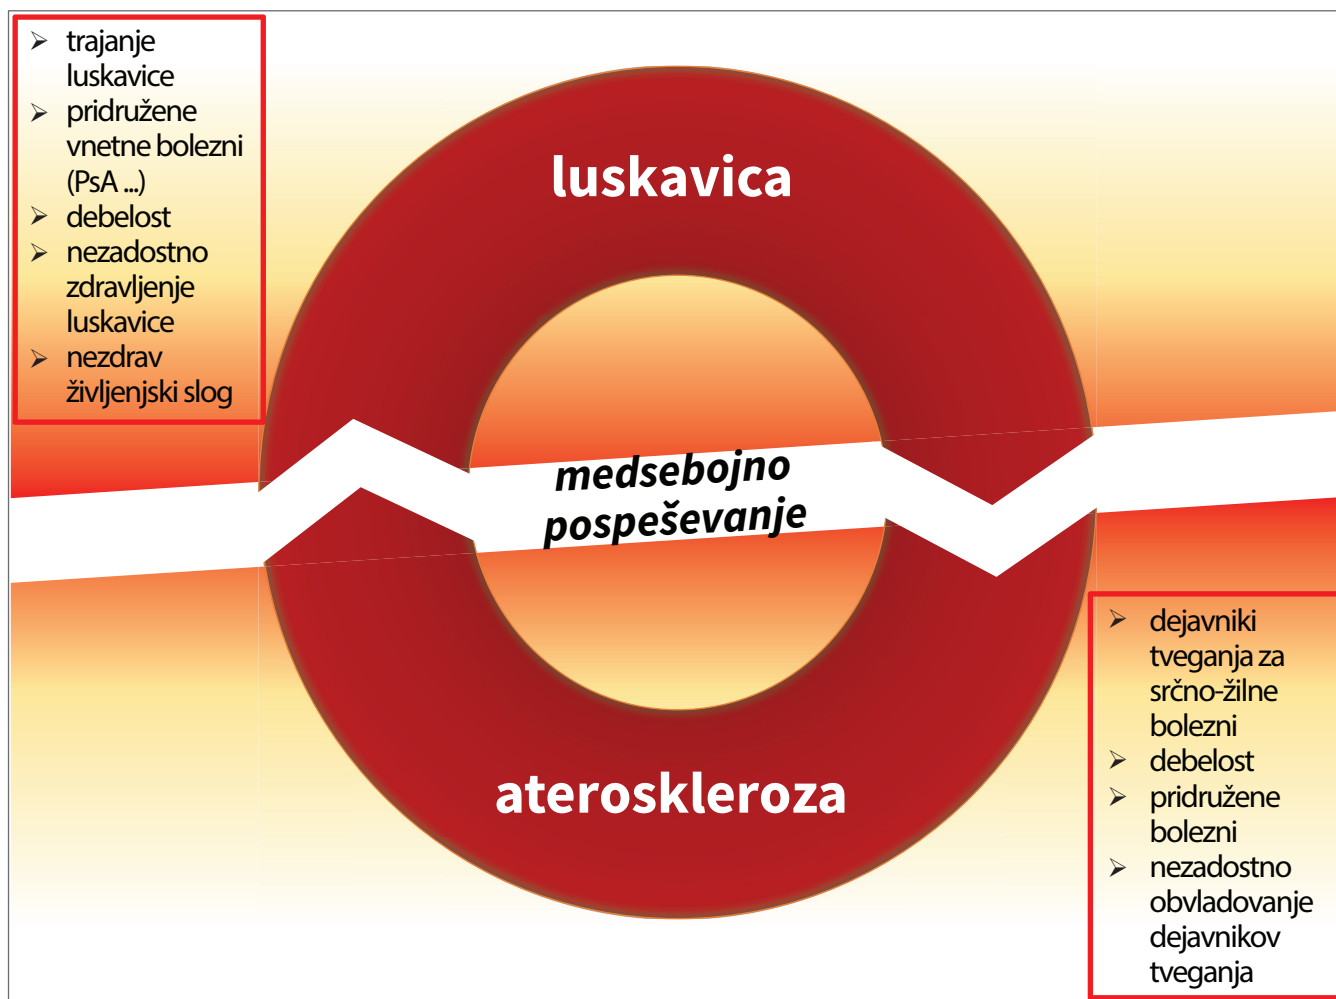 ➢ trajanje
luskavice
➢ pridružene
vnetne bolezni
(PsA ...)
➢ debelost
➢ nezadostno
zdravljenje
luskavice
➢ nezdrav
življenjski slog
luskavica
medsebojno
pospeševanje
ateroskleroza
➢ dejavniki
tveganja za
srčno-žilne
bolezni
➢ debelost
➢ pridružene
bolezni
➢ nezadostno
obvladovanje
dejavnikov
tveganja